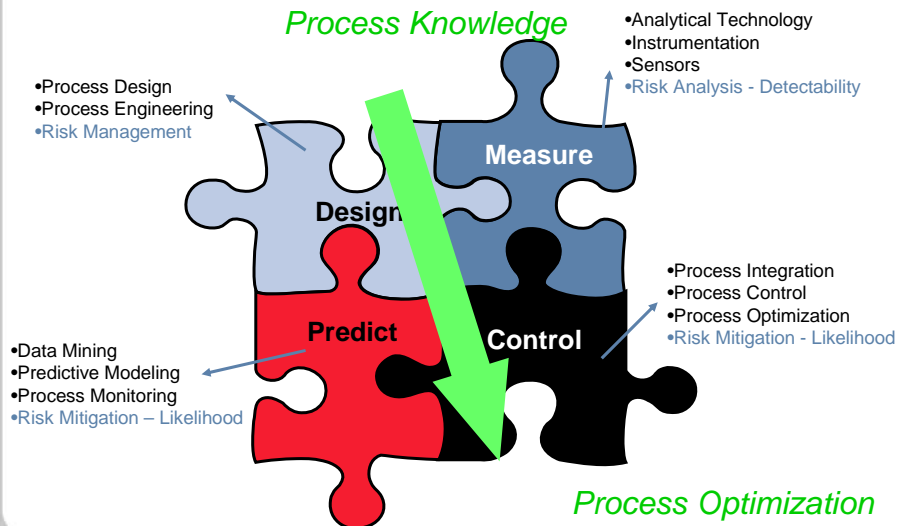 Process Knowledge
•Analytical Technology
•Instrumentation
•Sensors
•Risk Analysis - Detectability
•Process Design
•Process Engineering
•Risk Management
Measure
Design
•Process Integration
•Process Control
•Process Optimization
•Risk Mitigation - Likelihood
Predict
Control
•Data Mining
•Predictive Modeling
•Process Monitoring
•Risk Mitigation – Likelihood
Process Optimization